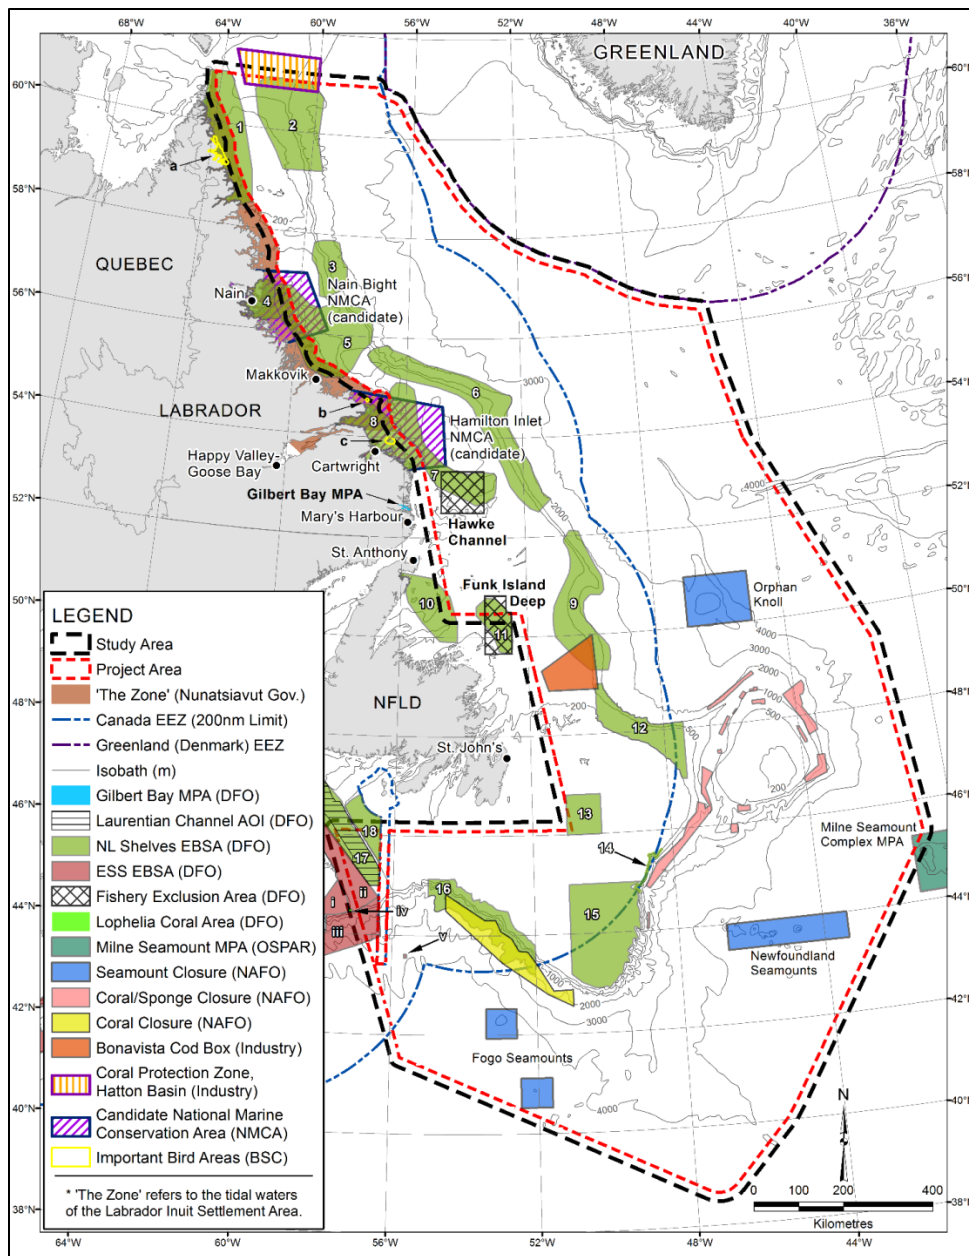 68°W 64°W 60°W 56°W 52°W 48°W 44°W 40°W 36°W
GREENLAND
60°N
60°N
1
2
a
58°N
58°N
200
3
QUEBEC
Nain Bight
NMCA
(candidate)
56°N
56°N
Nain
4
5
Makkovik
3000
6
54°N
54°N
LABRADOR
b
8
Hamilton Inlet
NMCA
(candidate)
c
Happy Valley-
Goose Bay
Cartwright
7
4000
52°N
52°N
Gilbert Bay MPA
2000
Mary's Harbour
Hawke
Channel
St. Anthony
Funk Island
Deep
Orphan
Knoll
50°N
50°N
10
9
11
4000
3000
2000
1000
500
48°N
48°N
NFLD
200
500
12
St. John's
200
46°N
46°N
13
18
17
14
Milne Seamount
Complex MPA
ii
i
iv
iii
16
15
v
44°N
44°N
Newfoundland
Seamounts
1000
2000
3000
42°N
42°N
Fogo Seamounts
4000
40°N
40°N
38°N
38°N
LEGEND
Study Area
Project Area
'The Zone' (Nunatsiavut Gov.)
Canada EEZ (200nm Limit)
Greenland (Denmark) EEZ
Isobath (m)
Gilbert Bay MPA (DFO)
Laurentian Channel AOI (DFO)
NL Shelves EBSA (DFO)
ESS EBSA (DFO)
Fishery Exclusion Area (DFO)
Lophelia Coral Area (DFO)
Milne Seamount MPA (OSPAR)
Seamount Closure (NAFO)
Coral/Sponge Closure (NAFO)
Coral Closure (NAFO)
Bonavista Cod Box (Industry)
Coral Protection Zone,
Hatton Basin (Industry)
Candidate National Marine
Conservation Area (NMCA)
Important Bird Areas (BSC)
* 'The Zone' refers to the tidal waters
of the Labrador Inuit Settlement Area.
N
0 100 200 400
Kilometres
64°W 60°W 56°W 52°W 48°W 44°W